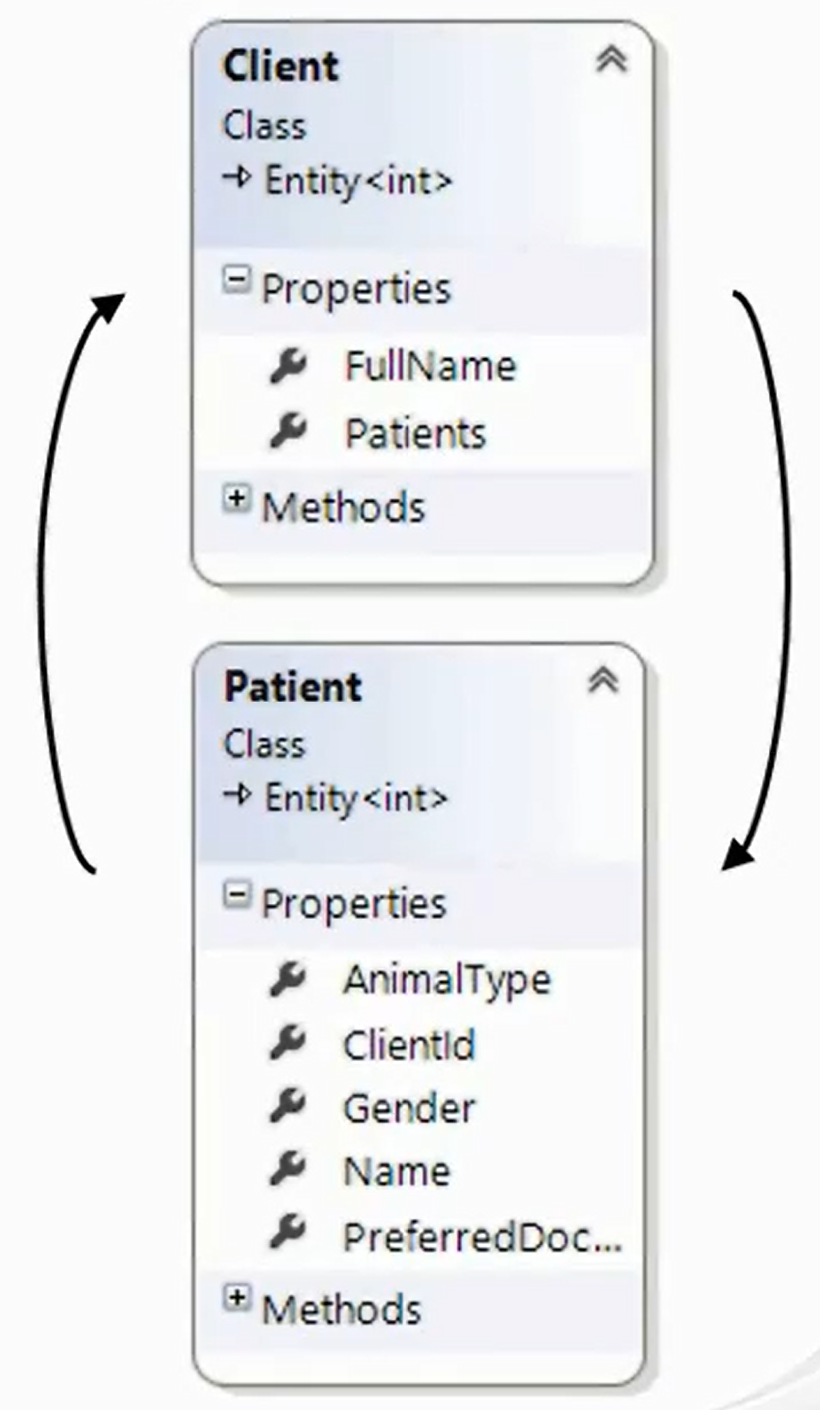 Client
Class
Entity<int>
Properties
FullName
Patients
Methods
Patient
Class
Entity<int>
Properties
AnimalType
ClientId
Gender
Name
PreferredDoc...
Methods